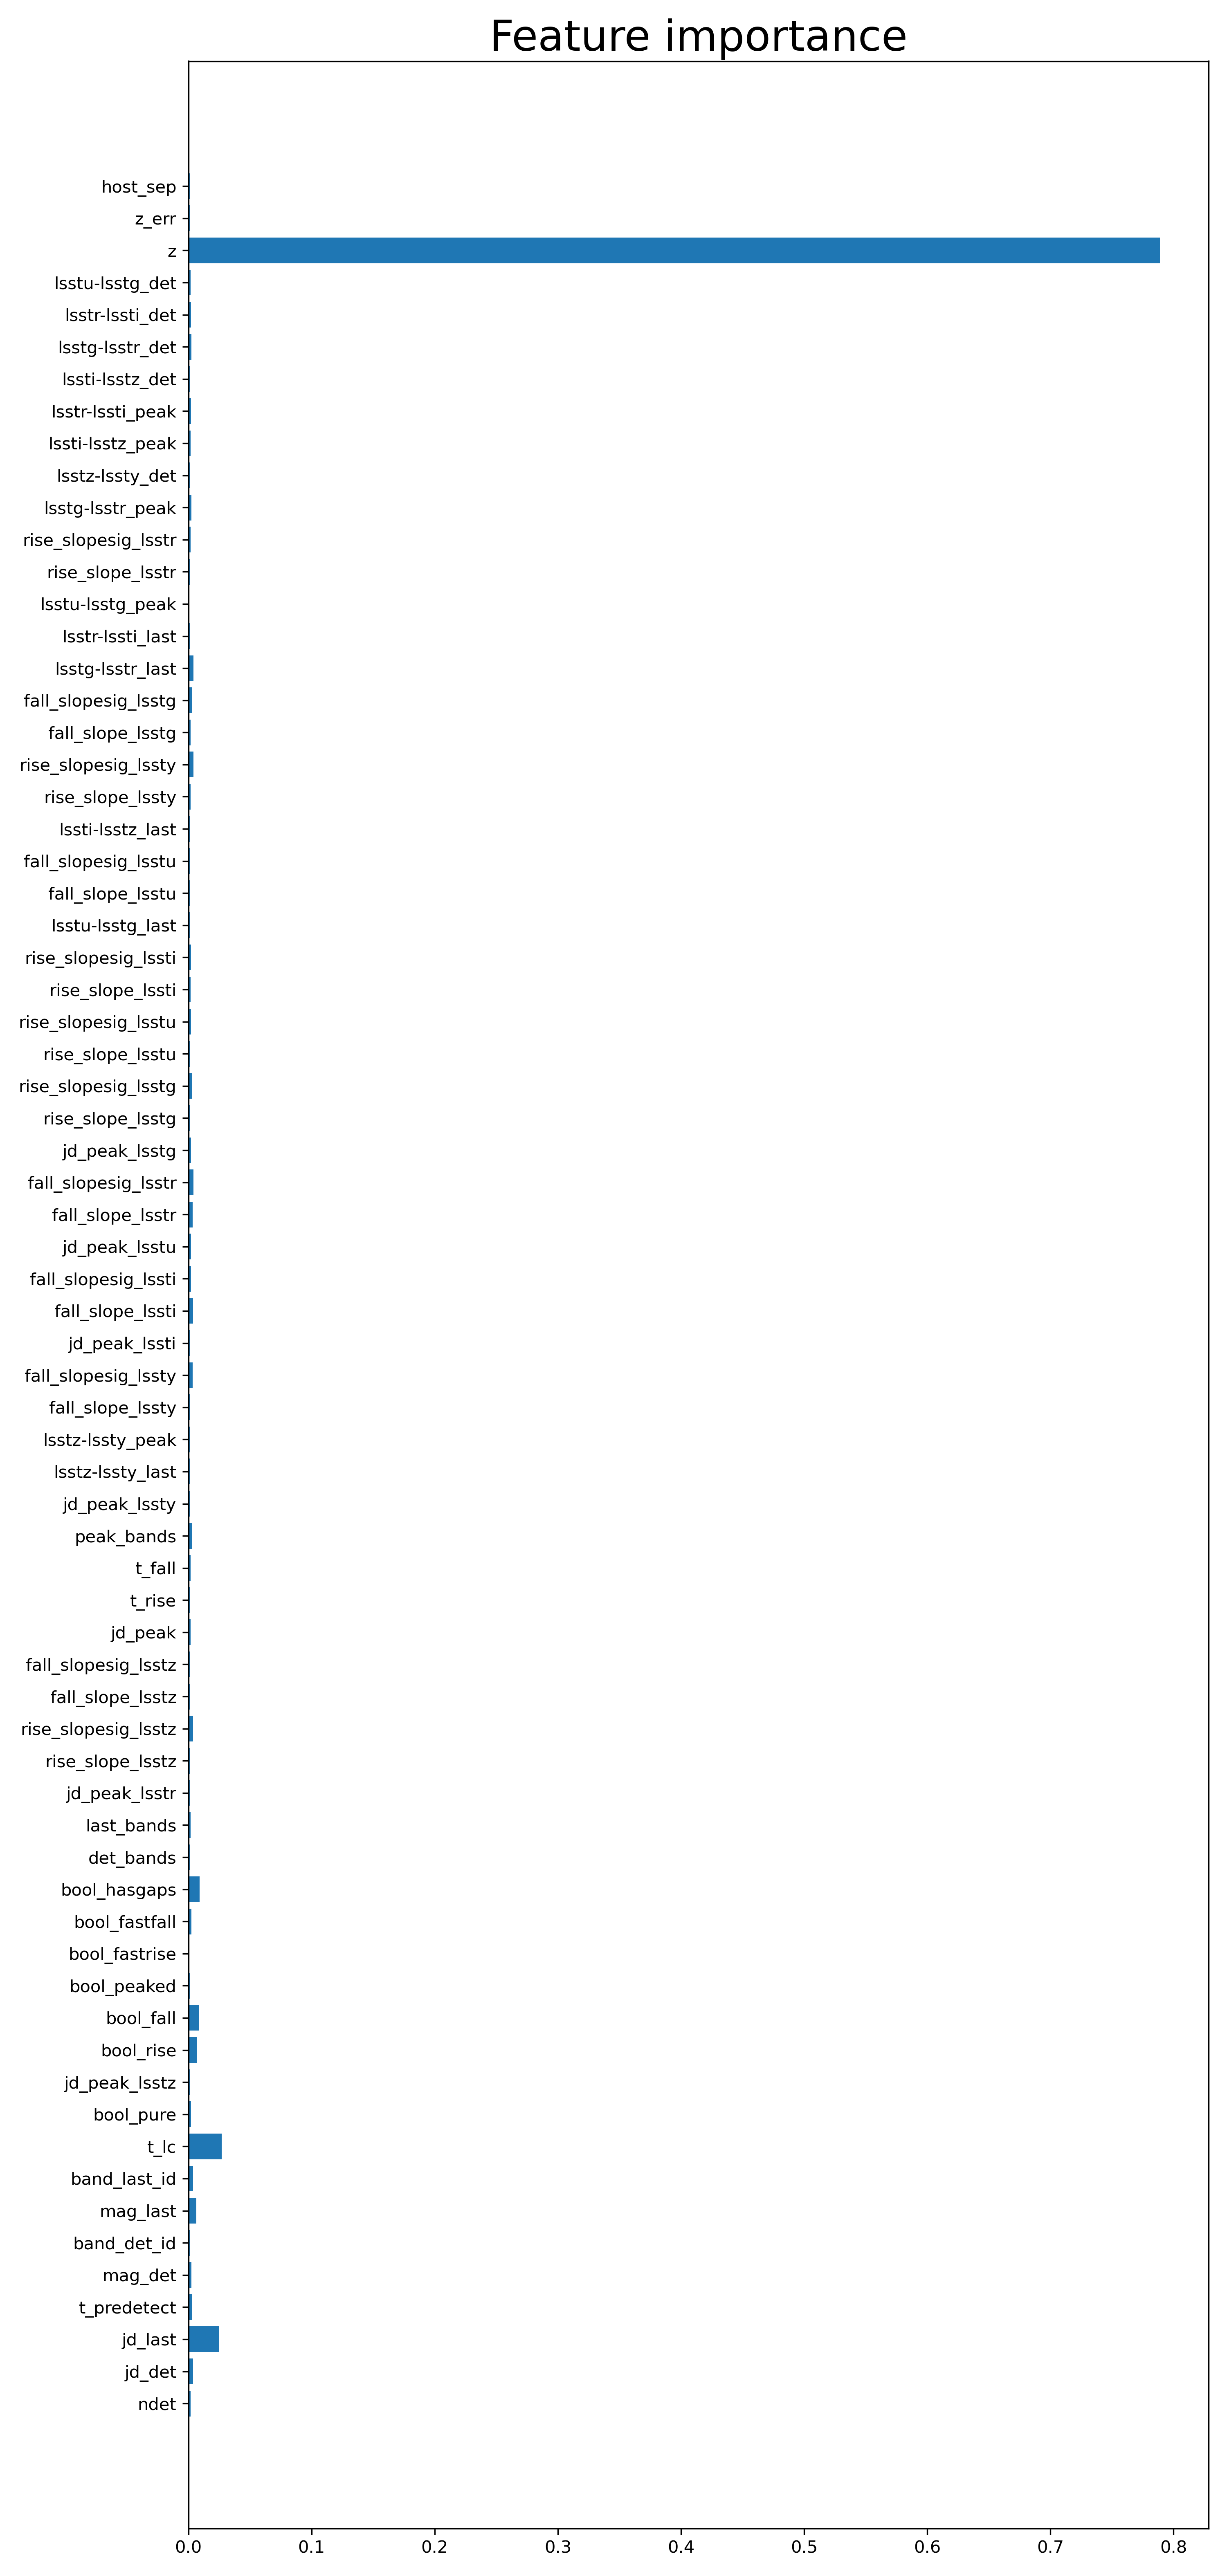 Feature importance
host_sep
z_err
z
lsstu-lsstg_det
lsstr-lssti_det
lsstg-lsstr_det
lssti-lsstz_det
lsstr-lssti_peak
lssti-lsstz_peak
lsstz-lssty_det
lsstg-lsstr_peak
rise_slopesig_lsstr
rise_slope_lsstr
lsstu-lsstg_peak
lsstr-lssti_last
lsstg-lsstr_last
fall_slopesig_lsstg
fall_slope_lsstg
rise_slopesig_lssty
rise_slope_lssty
lssti-lsstz_last
fall_slopesig_lsstu
fall_slope_lsstu
lsstu-lsstg_last
rise_slopesig_lssti
rise_slope_lssti
rise_slopesig_lsstu
rise_slope_lsstu
rise_slopesig_lsstg
rise_slope_lsstg
jd_peak_lsstg
fall_slopesig_lsstr
fall_slope_lsstr
jd_peak_lsstu
fall_slopesig_lssti
fall_slope_lssti
jd_peak_lssti
fall_slopesig_lssty
fall_slope_lssty
lsstz-lssty_peak
lsstz-lssty_last
jd_peak_lssty
peak_bands
t_fall
t_rise
jd_peak
fall_slopesig_lsstz
fall_slope_lsstz
rise_slopesig_lsstz
rise_slope_lsstz
jd_peak_lsstr
last_bands
det_bands
bool_hasgaps
bool_fastfall
bool_fastrise
bool_peaked
bool_fall
bool_rise
jd_peak_lsstz
bool_pure
t_lc
band_last_id
mag_last
band_det_id
mag_det
t_predetect
jd_last
jd_det
ndet
0.0 0.1 0.2 0.3 0.4 0.5 0.6 0.7 0.8